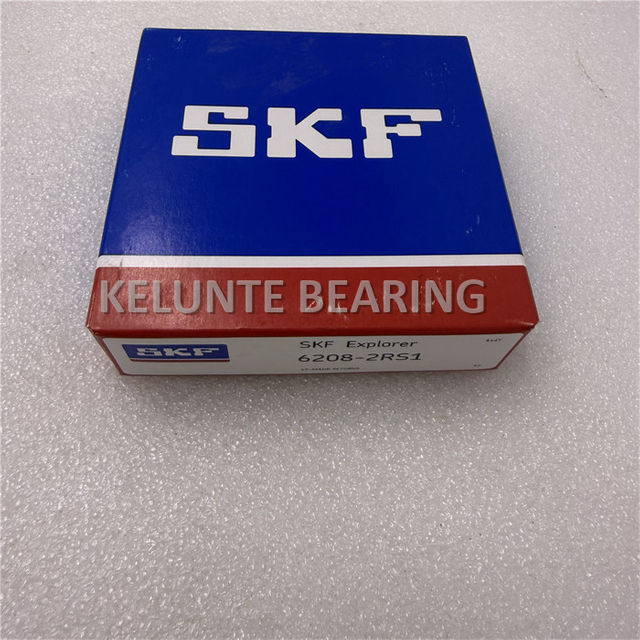 SKF
KELUNTE BEARING
SKF
SKF Explorer
6208-2RS1